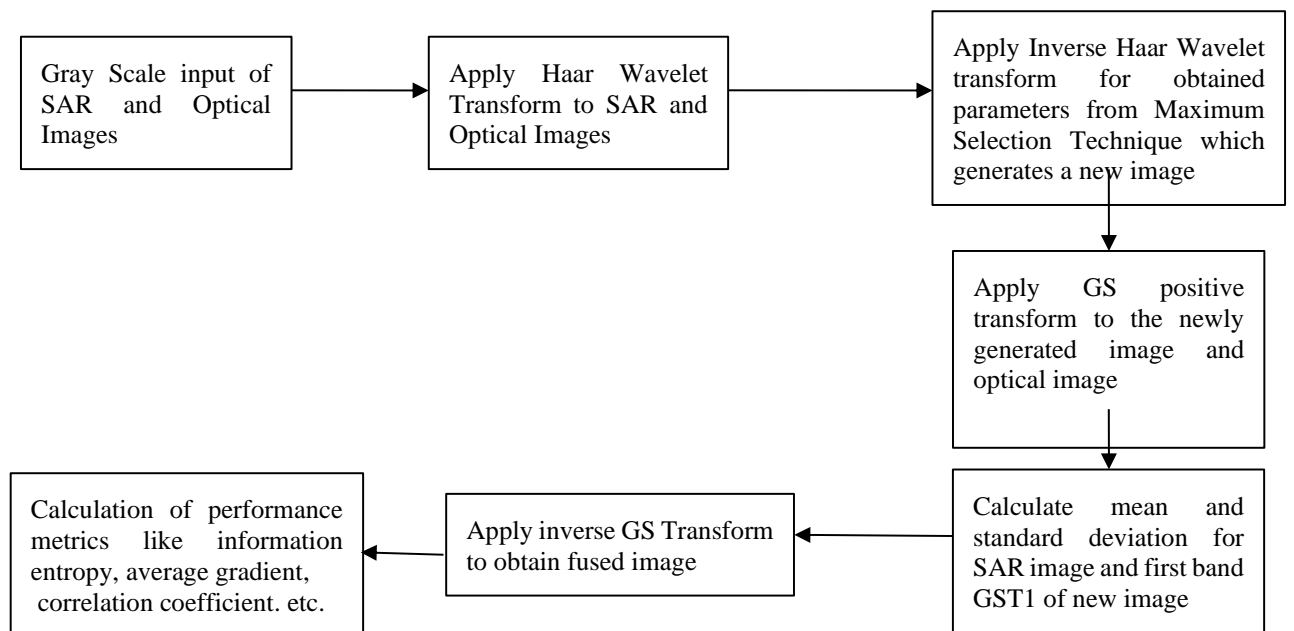 Gray Scale input of
SAR and Optical
Images
Apply Haar Wavelet
Transform to SAR and
Optical Images
Apply Inverse Haar Wavelet
transform for obtained
parameters from Maximum
Selection Technique which
generates a new image
Apply GS positive
transform to the newly
generated image and
optical image
Calculate mean and
standard deviation for
SAR image and first band
GST1 of new image
Apply inverse GS Transform
to obtain fused image
Calculation of performance
metrics like information
entropy, average gradient,
correlation coefficient. etc.